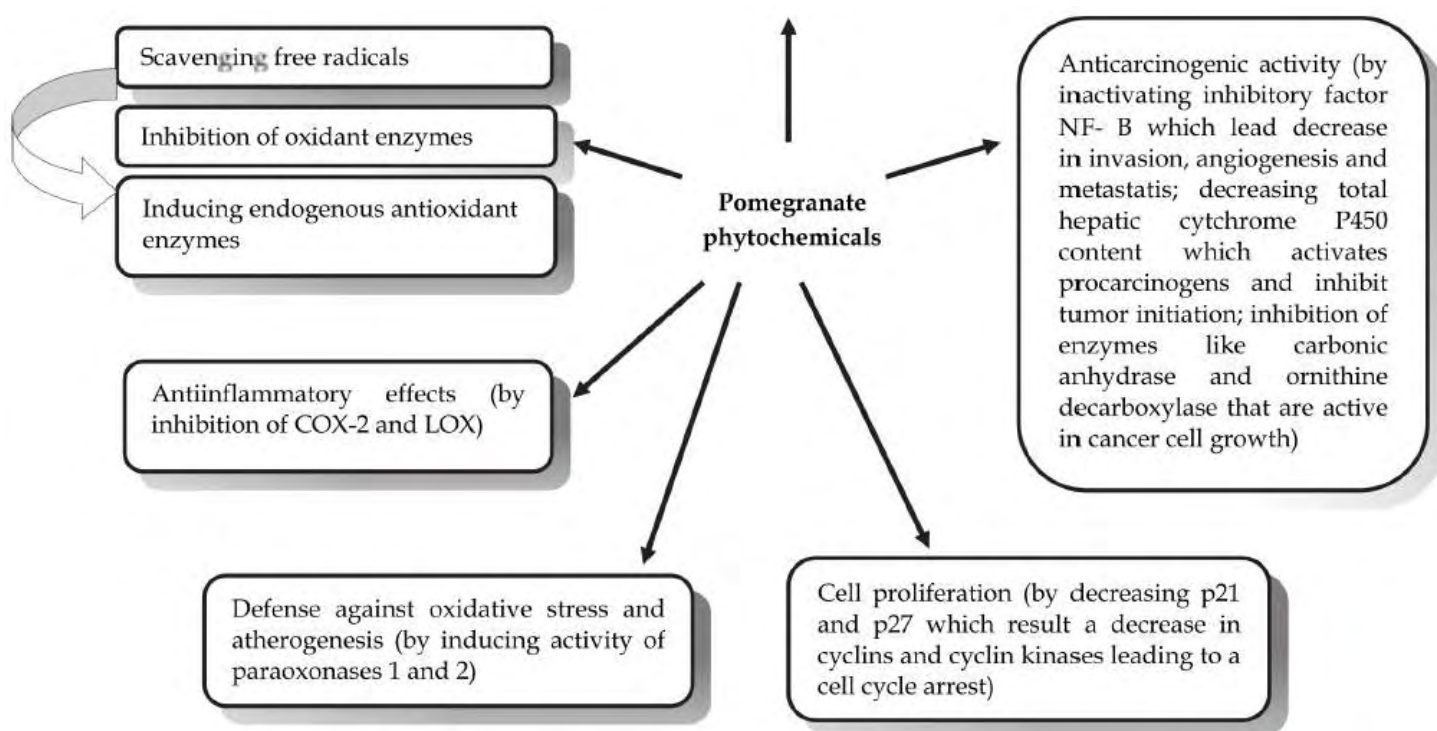 Scavenging free radicals
Inhibition of oxidant enzymes
Inducing endogenous antioxidant
enzymes
Pomegranate
phytochemicals
Anticarcinogenic activity (by
inactivating inhibitory factor
NF- B which lead decrease
in invasion, angiogenesis and
metastatis; decreasing total
hepatic cytchrome P450
content which activates
procarcinogens and inhibit
tumor initiation; inhibition of
enzymes like carbonic
anhydrase and ornithine
decarboxylase that are active
in cancer cell growth)
Antiinflammatory effects (by
inhibition of COX-2 and LOX)
Defense against oxidative stress and
atherogenesis (by inducing activity of
paraoxonases 1 and 2)
Cell proliferation (by decreasing p21
and p27 which result a decrease in
cyclins and cyclin kinases leading to a
cell cycle arrest)